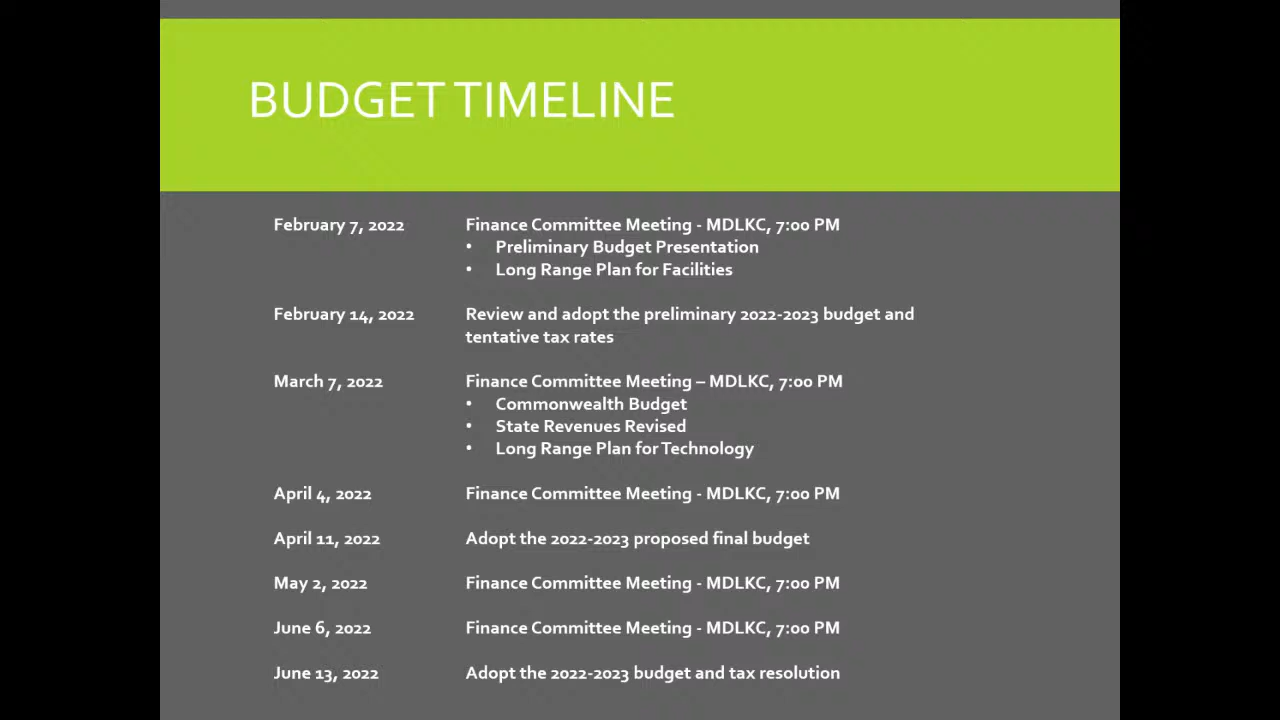 BUDGET TIMELINE
February 7, 2022 Finance Committee Meeting - MDLKC, 7:00 PM
• Preliminary Budget Presentation
• Long Range Plan for Facilities
February 14, 2022 Review and adopt the preliminary 2022-2023 budget and
tentative tax rates
March 7, 2022 Finance Committee Meeting – MDLKC, 7:00 PM
• Commonwealth Budget
• State Revenues Revised
• Long Range Plan for Technology
April 4, 2022 Finance Committee Meeting - MDLKC, 7:00 PM
April 11, 2022 Adopt the 2022-2023 proposed final budget
May 2, 2022 Finance Committee Meeting - MDLKC, 7:00 PM
June 6, 2022 Finance Committee Meeting - MDLKC, 7:00 PM
June 13, 2022 Adopt the 2022-2023 budget and tax resolution